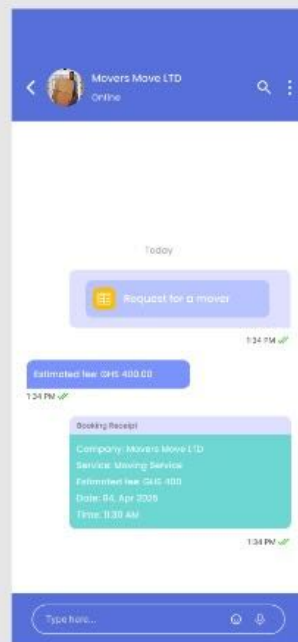 Movers Move LTD
Online
Today
Request for a mover
1:34 PM
Estimated fee: GHS 400.00
1:34 PM
Booking Receipt
Company: Movers Move LTD
Service: Moving Service
Estimated fee: GHS 400
Date: 04, Apr 2025
Time: 11:39 AM
1:34 PM
Type here...